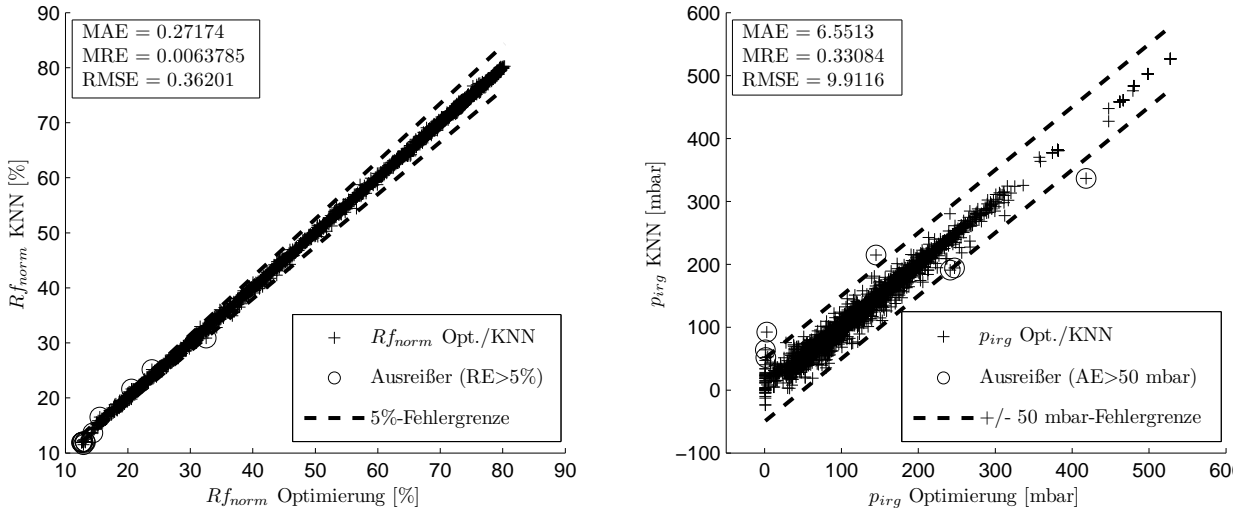 MAE = 0.27174
MRE = 0.0063785
RMSE = 0.36201
90
80
70
60
50
40
30
20
10
Rf_norm KNN [%]
Rf_norm Opt./KNN
Ausreißer (RE>5%)
5%-Fehlergrenze
10 20 30 40 50 60 70 80 90
Rf_norm Optimierung [%]
MAE = 6.5513
MRE = 0.33084
RMSE = 9.9116
600
500
400
300
200
100
0
−100
p_irg KNN [mbar]
p_irg Opt./KNN
Ausreißer (AE>50 mbar)
+/- 50 mbar-Fehlergrenze
0 100 200 300 400 500 600
p_irg Optimierung [mbar]